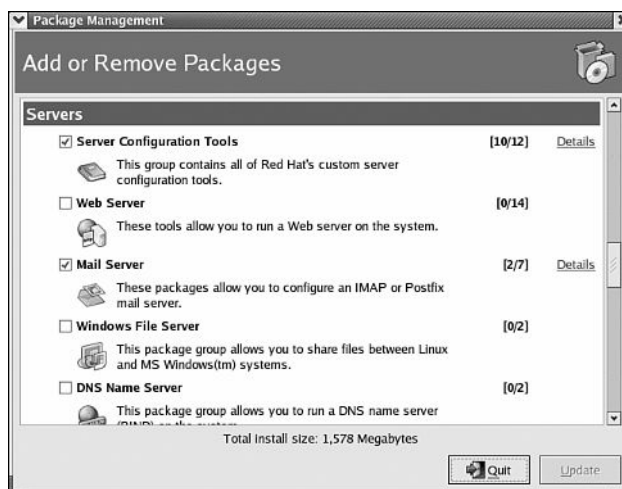 Package Management
Add or Remove Packages
Servers
Server Configuration Tools [10/12] Details
This group contains all of Red Hat's custom server
configuration tools.
Web Server [0/14]
These tools allow you to run a Web server on the system.
Mail Server [2/7] Details
These packages allow you to configure an IMAP or Postfix
mail server.
Windows File Server [0/2]
This package group allows you to share files between Linux
and MS Windows(tm) systems.
DNS Name Server [0/2]
This package group allows you to run a DNS name server
(BIND) on the system.
Total install size: 1,578 Megabytes
Quit Update